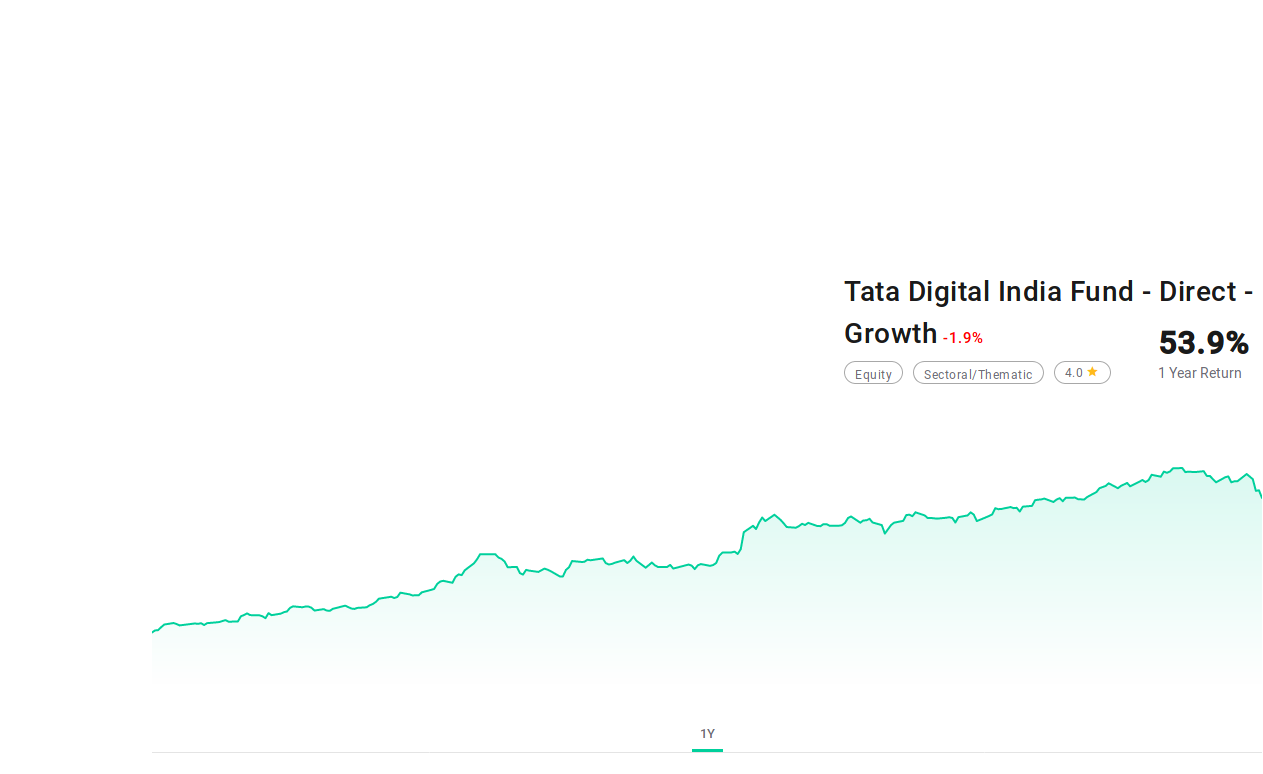 Tata Digital India Fund - Direct -
Growth -1.9%
53.9%
Equity Sectoral/Thematic 4.0 ★
1 Year Return
1Y